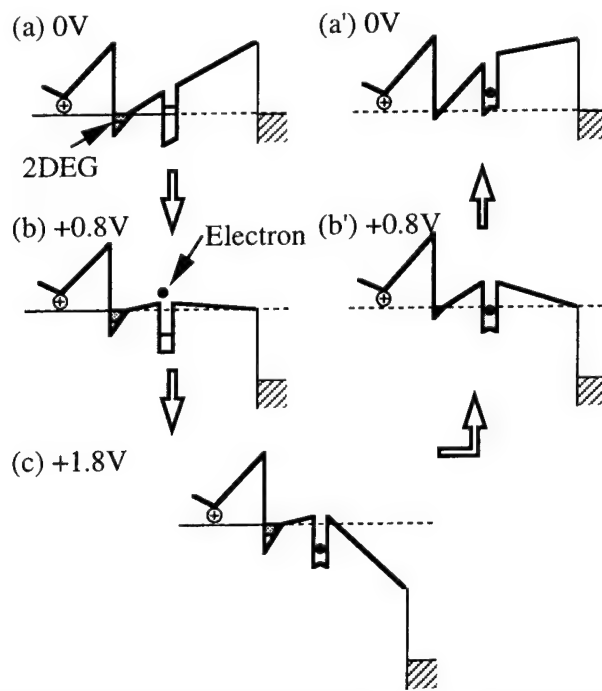 (a) 0V
(a') 0V
2DEG
(b) +0.8V
Electron
(b') +0.8V
(c) +1.8V